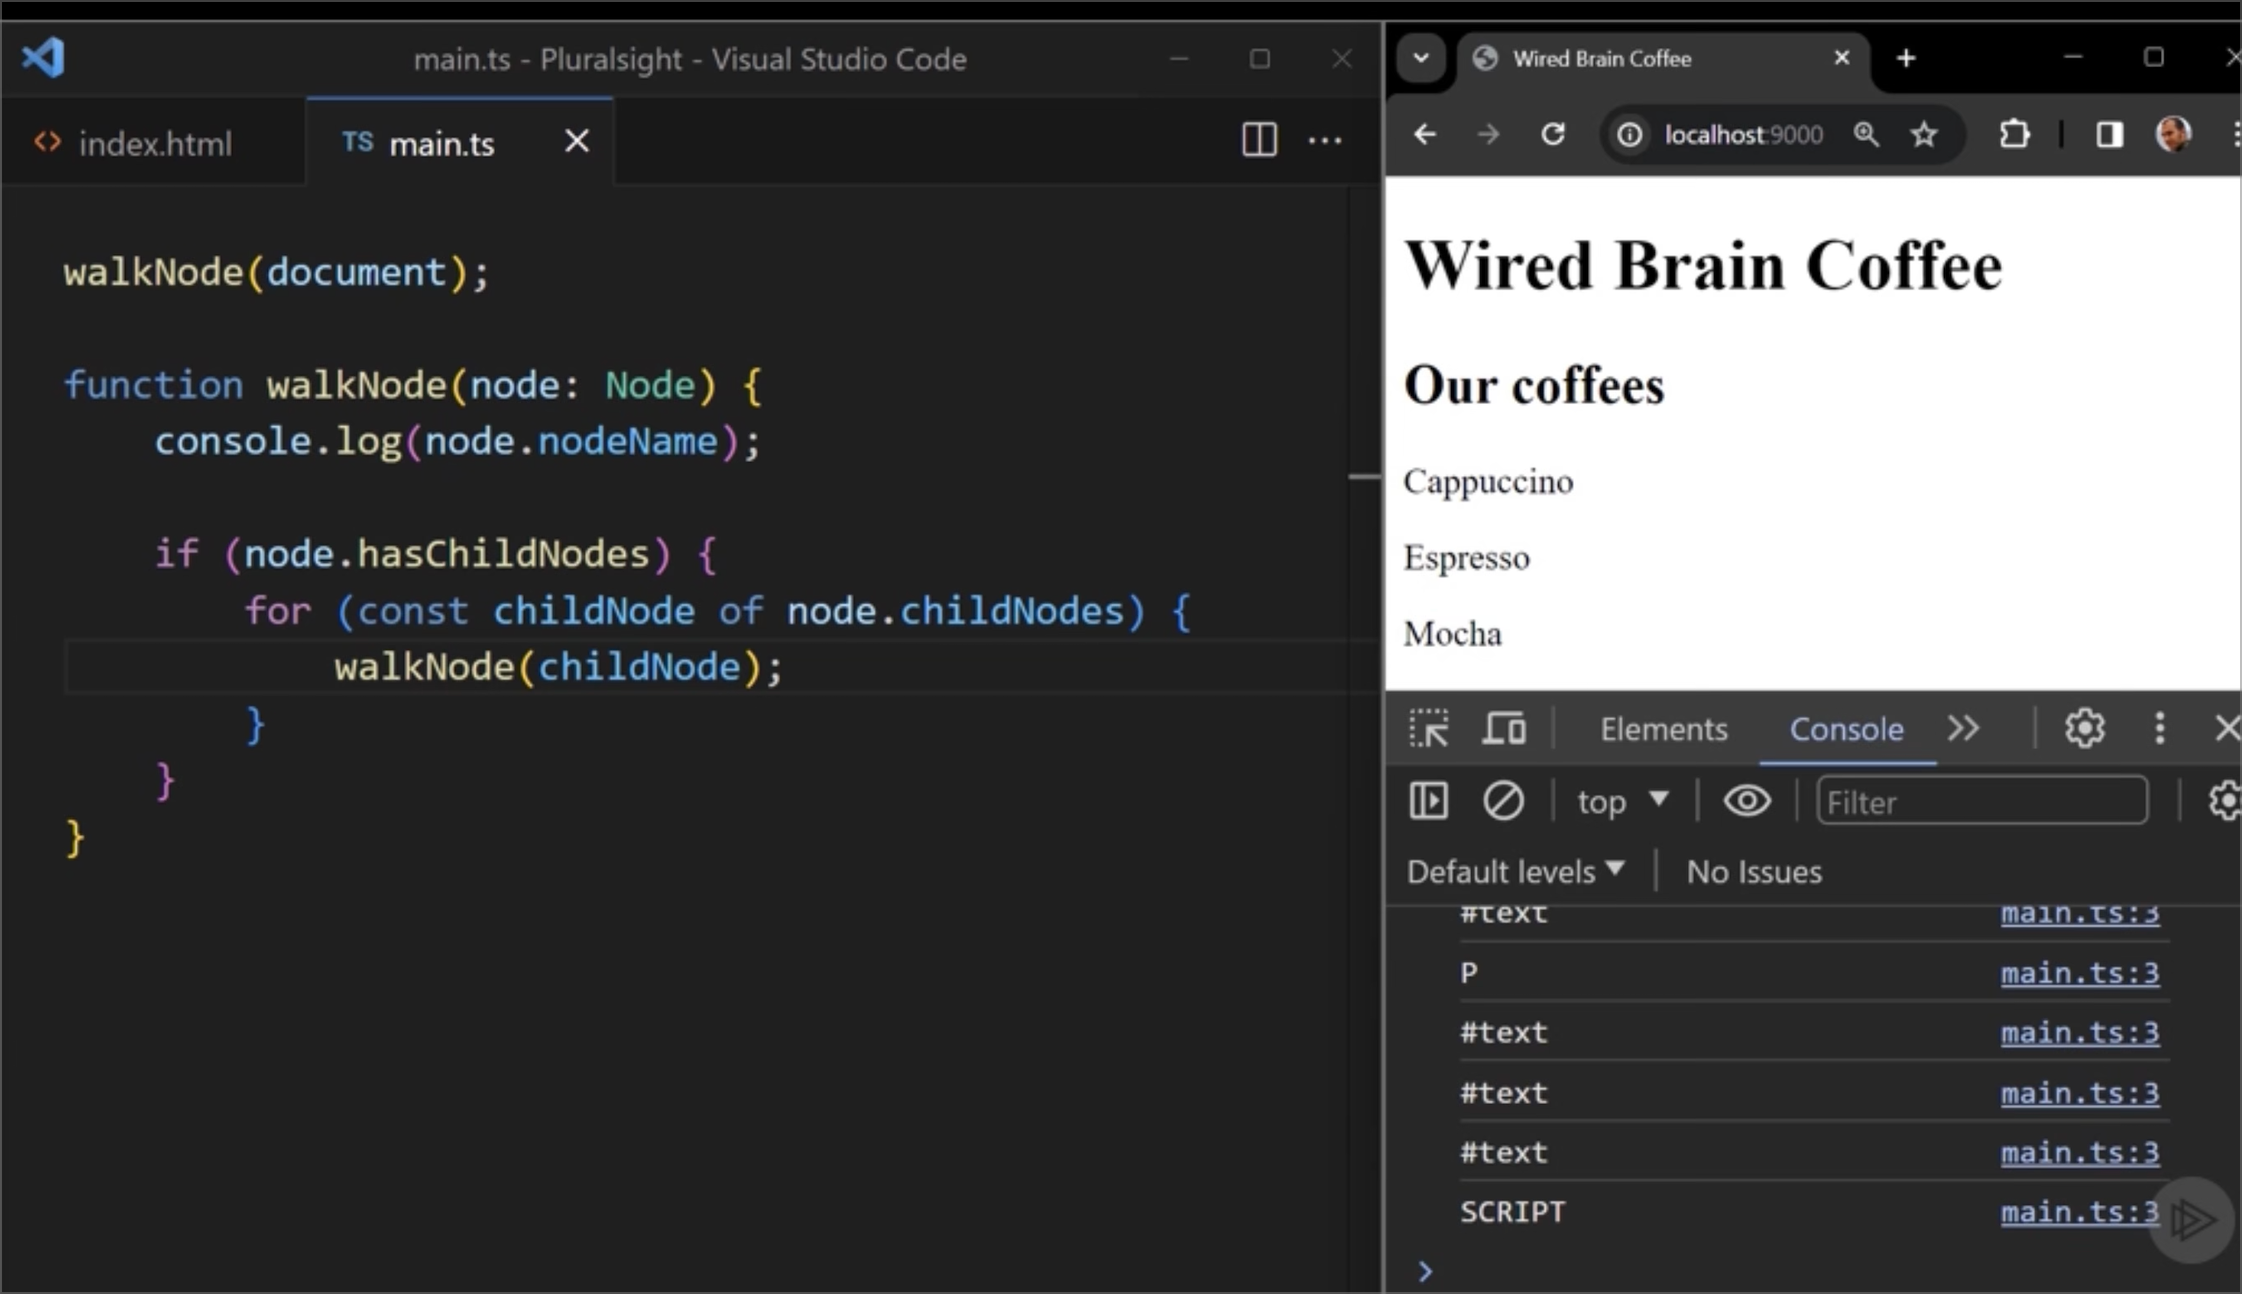 main.ts - Pluralsight - Visual Studio Code
index.html
TS main.ts
walkNode(document);
function walkNode(node: Node) {
console.log(node.nodeName);
if (node.hasChildNodes) {
for (const childNode of node.childNodes) {
walkNode(childNode);
}
}
}
Wired Brain Coffee
localhost:9000
Wired Brain Coffee
Our coffees
Cappuccino
Espresso
Mocha
Elements Console
top Filter
Default levels No Issues
#text main.ts:3
P main.ts:3
#text main.ts:3
#text main.ts:3
#text main.ts:3
SCRIPT main.ts:3